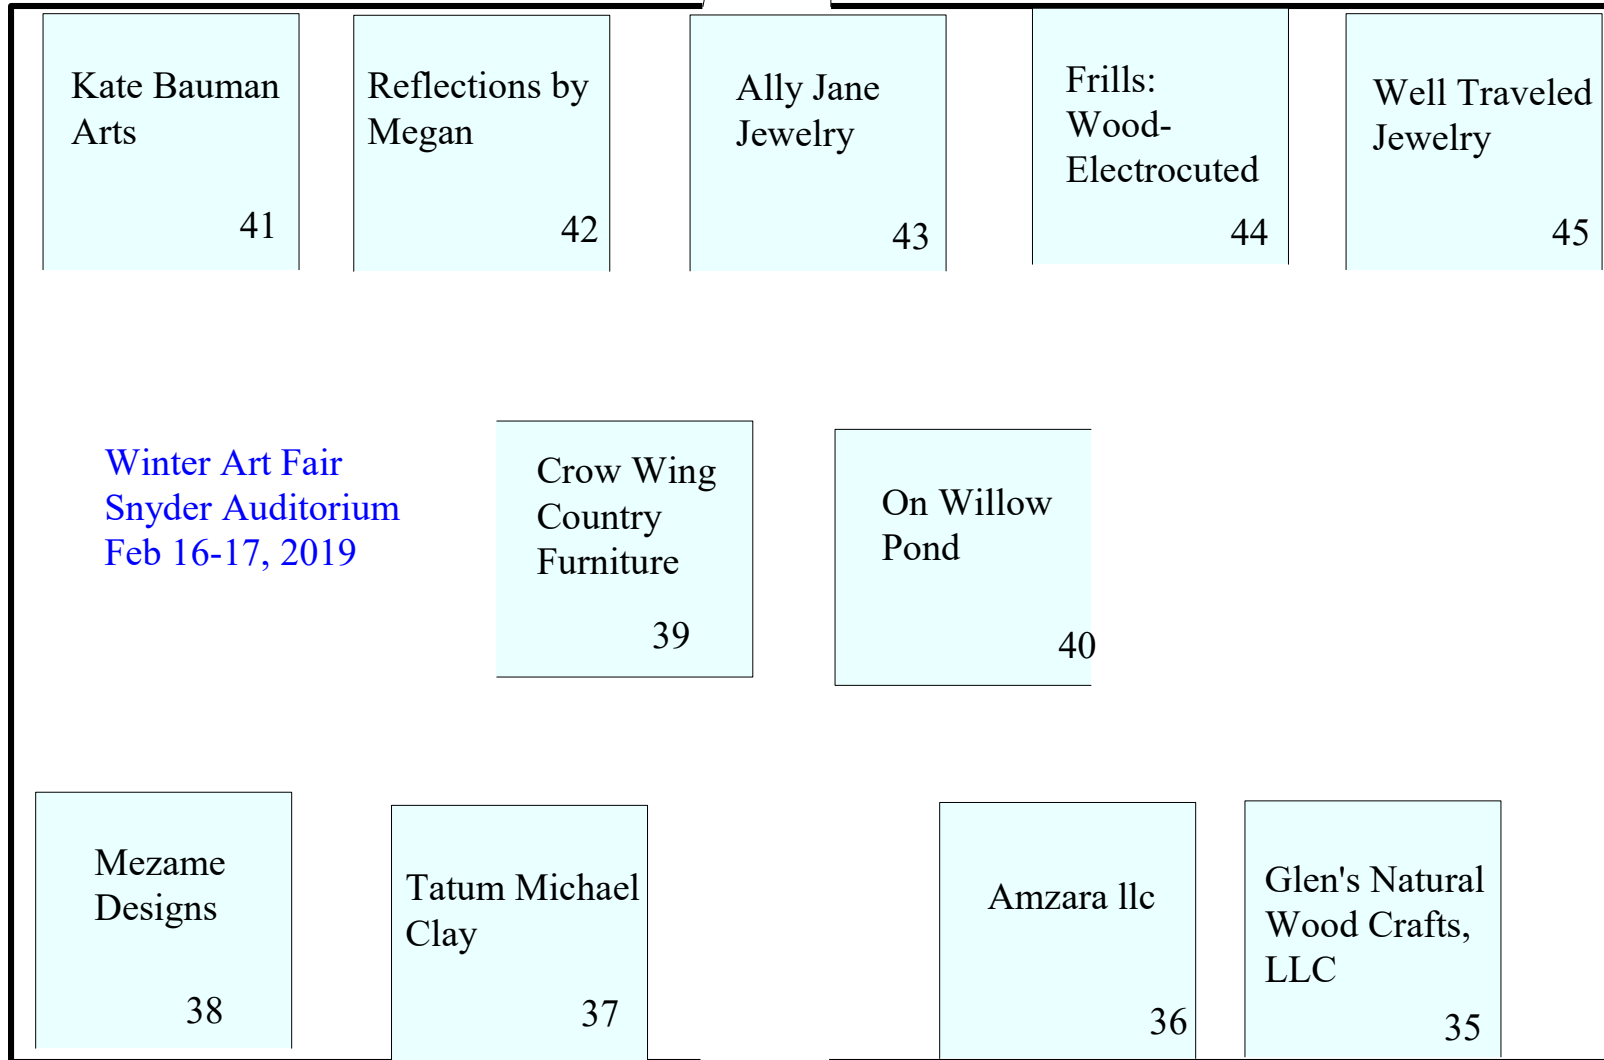 Kate Bauman
Arts
41
Reflections by
Megan
42
Ally Jane
Jewelry
43
Frills:
Wood-
Electrocuted
44
Well Traveled
Jewelry
45
Winter Art Fair
Snyder Auditorium
Feb 16-17, 2019
Crow Wing
Country
Furniture
39
On Willow
Pond
40
Mezame
Designs
38
Tatum Michael
Clay
37
Amzara llc
36
Glen's Natural
Wood Crafts,
LLC
35